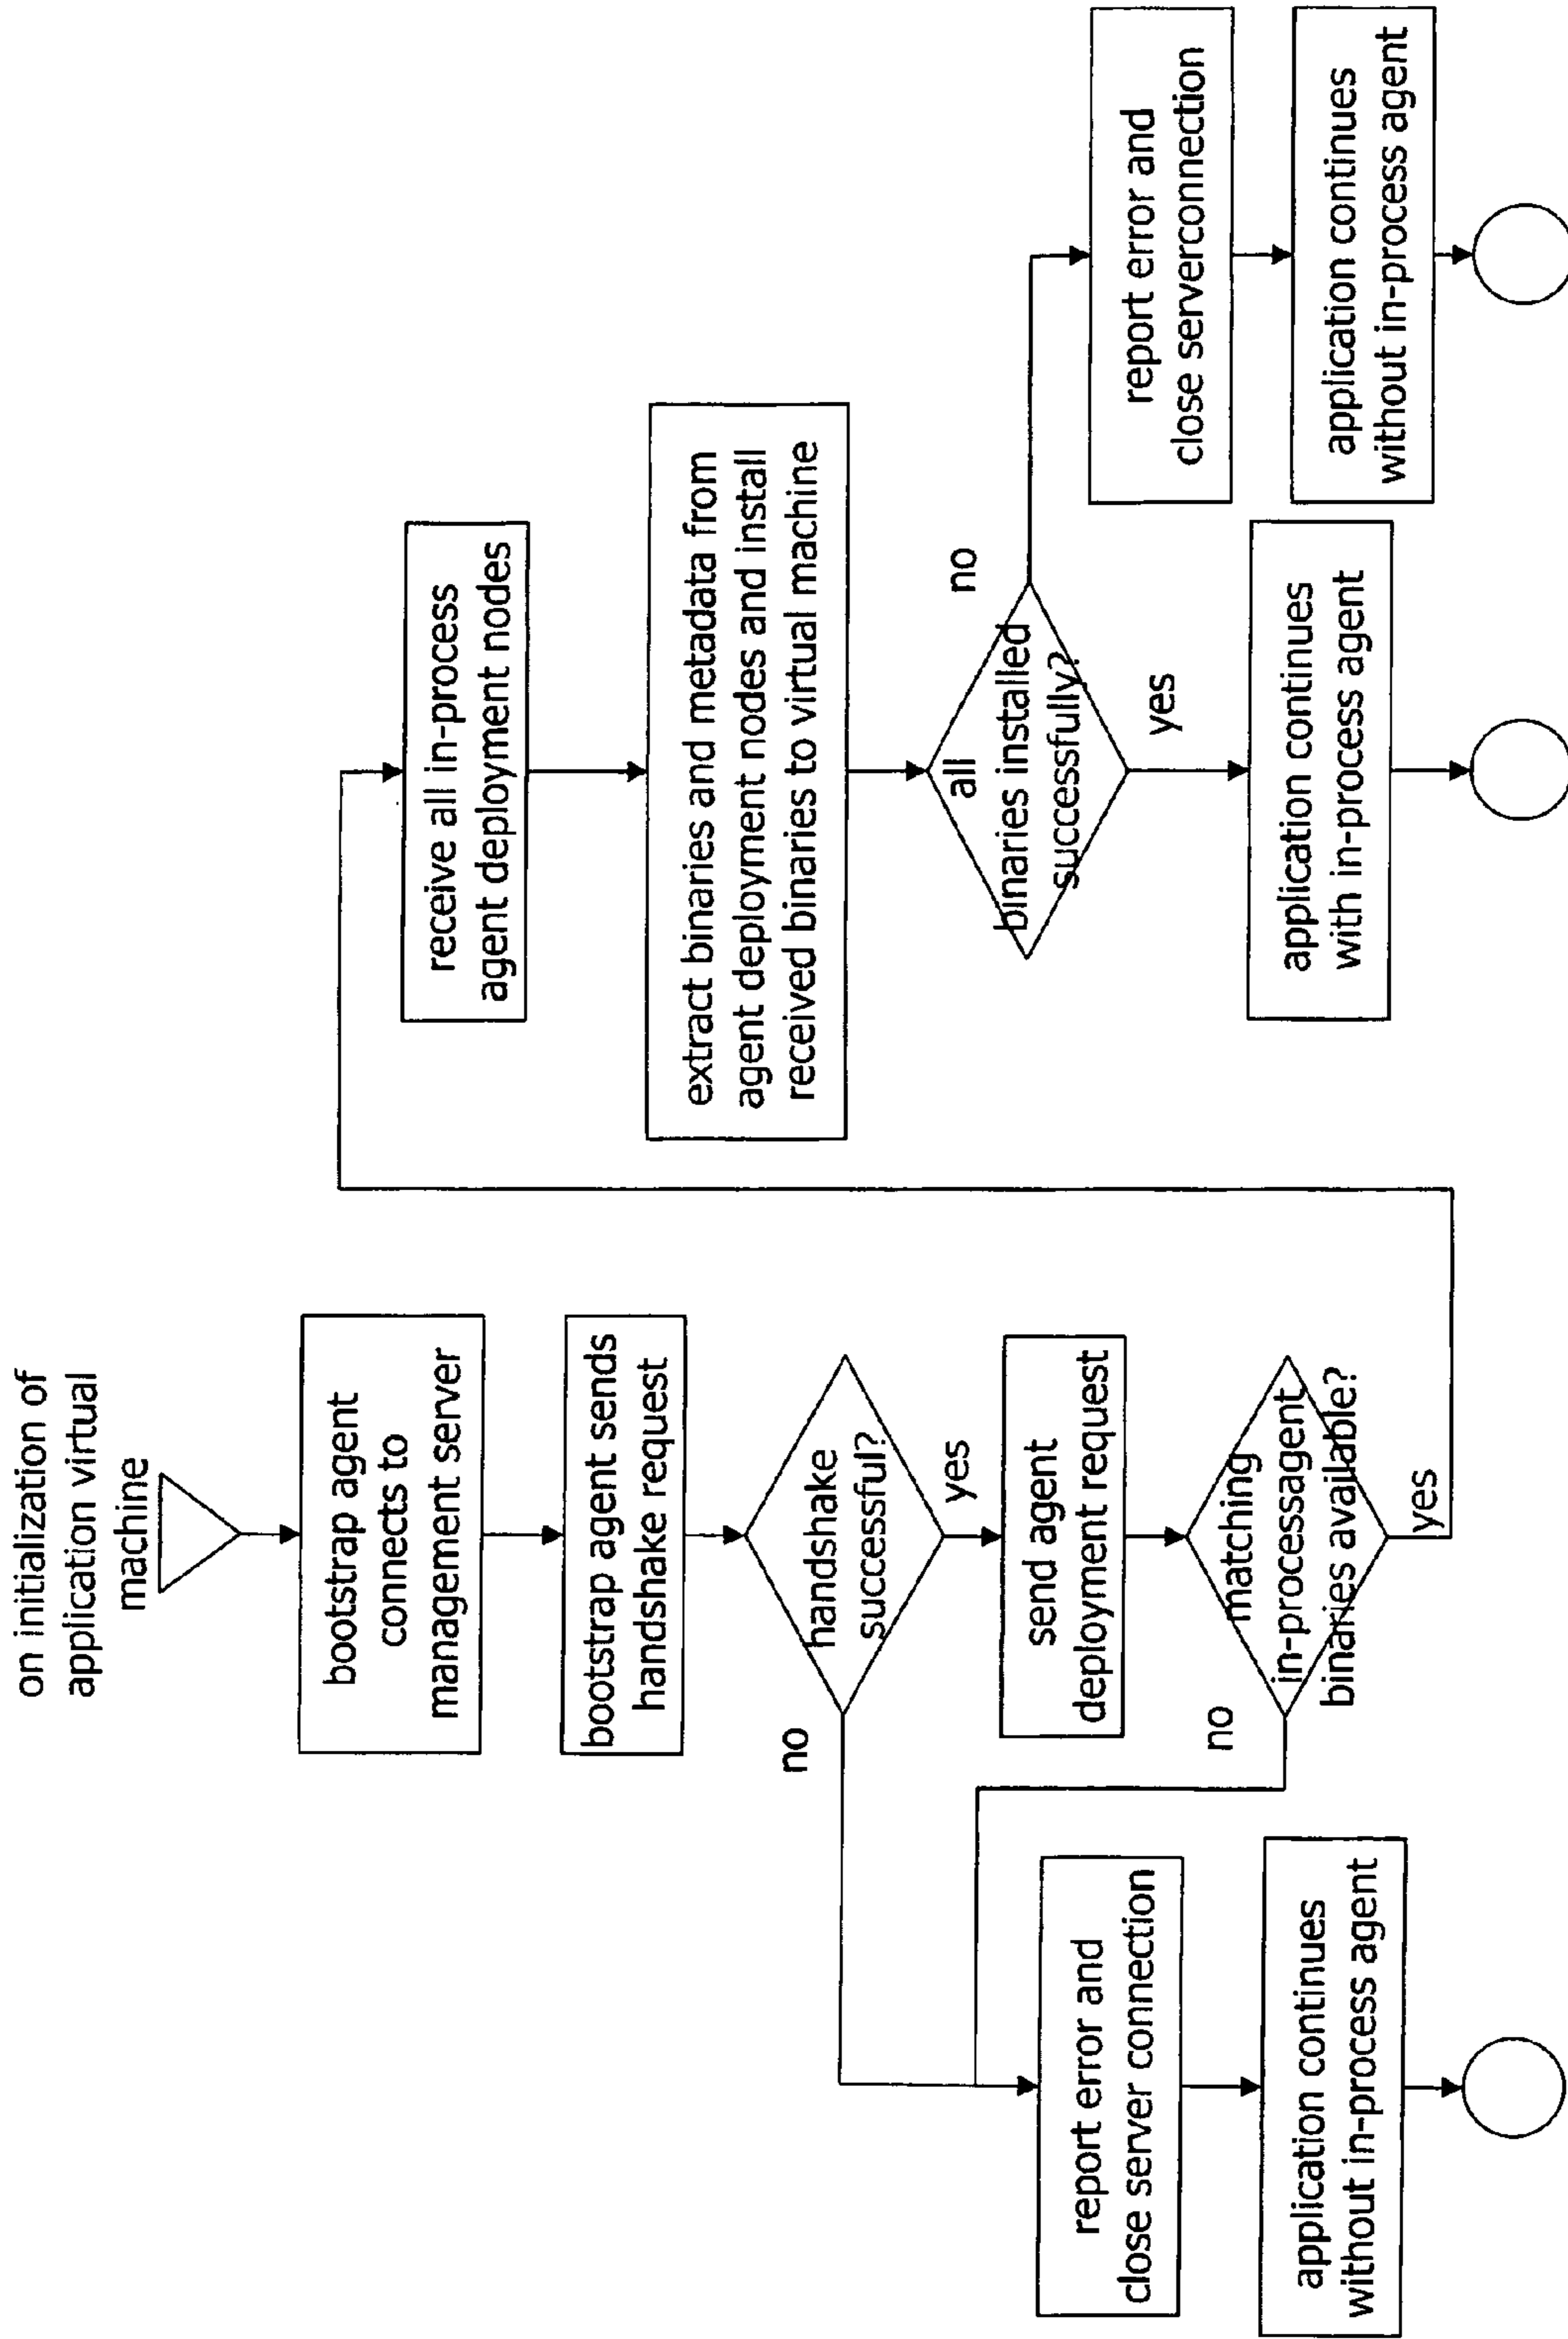 on initialization of
application virtual
machine
bootstrap agent
connects to
management server
bootstrap agent sends
handshake request
handshake
successful?
no
yes
send agent
deployment request
matching
in-processagent
binaries available?
no
yes
report error and
close server connection
application continues
without in-process agent
receive all in-process
agent deployment nodes
extract binaries and metadata from
agent deployment nodes and install
received binaries to virtual machine
all
binaries installed
successfully?
no
yes
report error and
close serverconnection
application continues
without in-process agent
application continues
with in-process agent